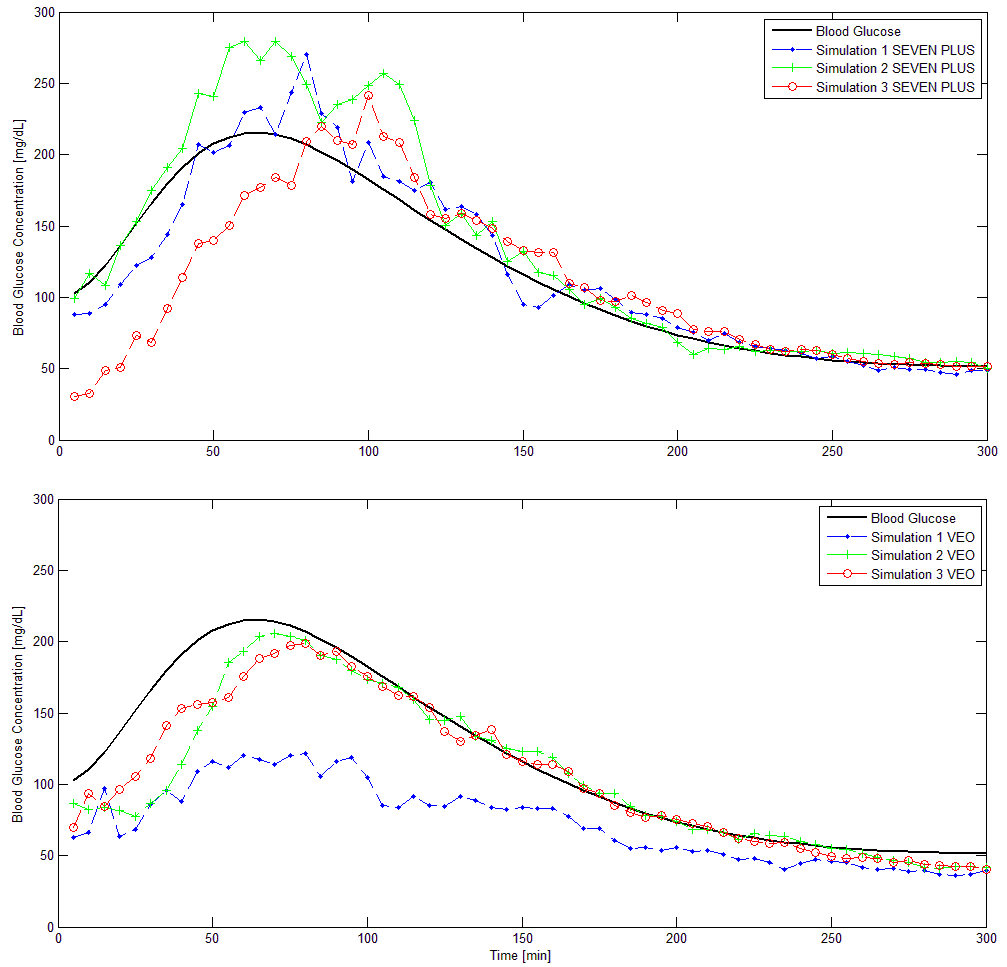 300
250
200
150
100
50
0
Blood Glucose Concentration [mg/dL]
Blood Glucose
Simulation 1 SEVEN PLUS
Simulation 2 SEVEN PLUS
Simulation 3 SEVEN PLUS
0 50 100 150 200 250 300
300
250
200
150
100
50
0
Blood Glucose Concentration [mg/dL]
Blood Glucose
Simulation 1 VEO
Simulation 2 VEO
Simulation 3 VEO
0 50 100 150 200 250 300
Time [min]